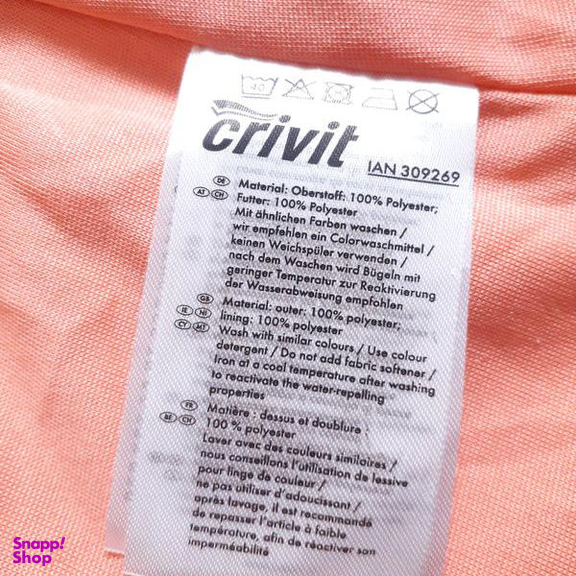 40
crivit
IAN 309269
DE Material: Oberstoff: 100% Polyester;
AT CH Futter: 100% Polyester
Mit ähnlichen Farben waschen /
wir empfehlen ein Colorwaschmittel /
keinen Weichspüler verwenden /
nach dem Waschen wird Bügeln mit
geringer Temperatur zur Reaktivierung
der Wasserabweisung empfohlen
GB Material: outer: 100% polyester;
IE NI lining: 100% polyester
CY MT Wash with similar colours / Use colour
detergent / Do not add fabric softener /
Iron at a cool temperature after washing
to reactivate the water-repelling
properties
FR Matière : dessus et doublure :
BE CH 100 % polyester
Laver avec des couleurs similaires /
nous conseillons l'utilisation de lessive
pour linge de couleur /
ne pas utiliser d'adoucissant /
après lavage, il est recommandé
de repasser l'article à faible
température, afin de réactiver son
imperméabilité
Snapp!
Shop